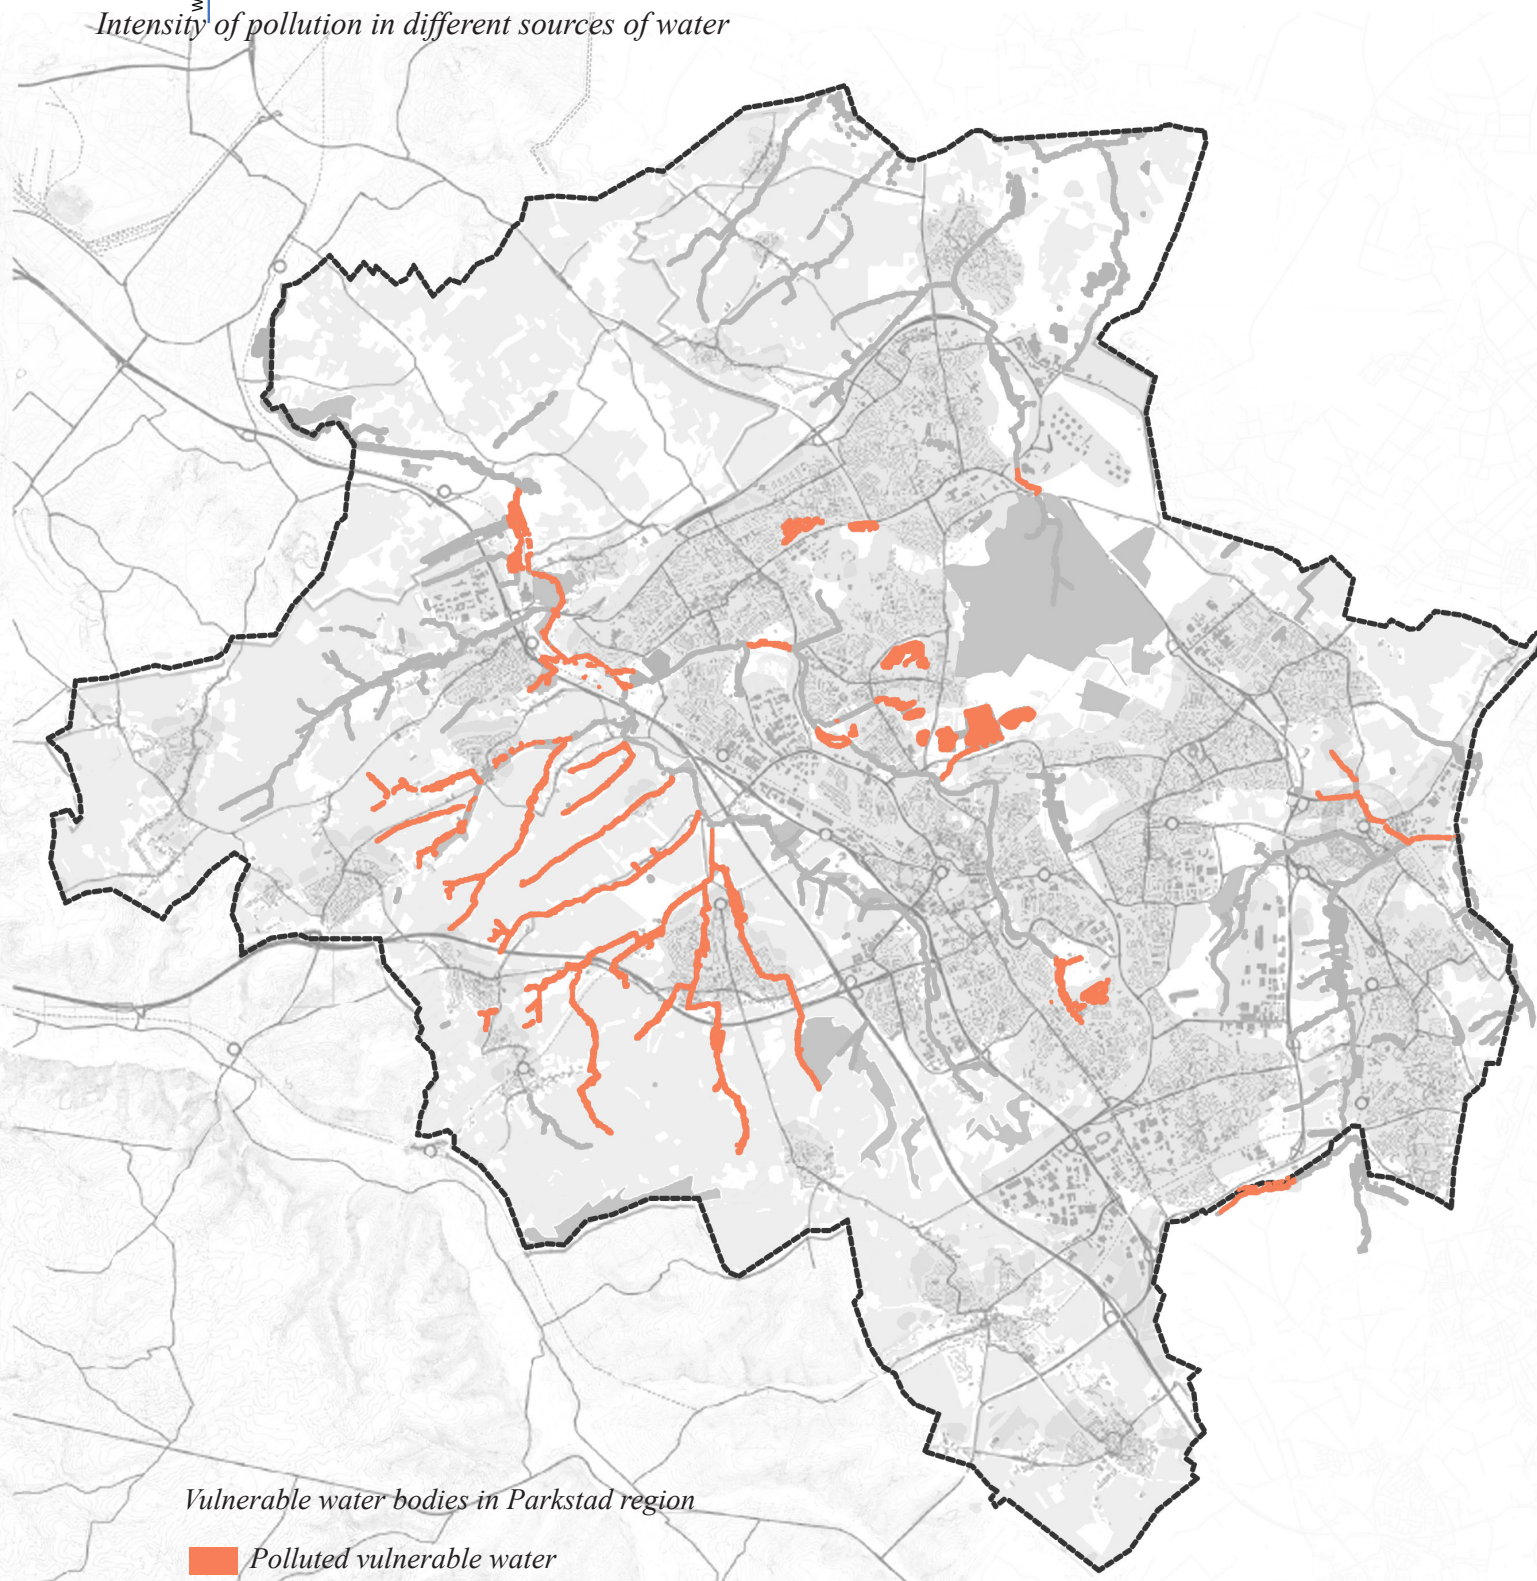 w
Intensity of pollution in different sources of water
Vulnerable water bodies in Parkstad region
Polluted vulnerable water